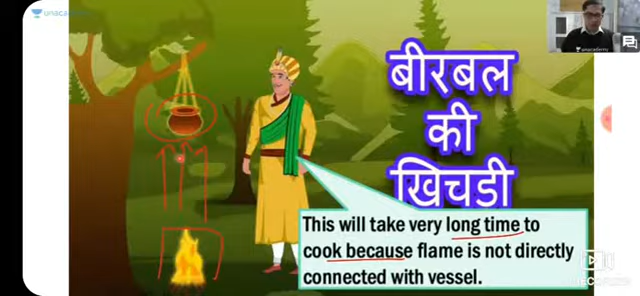 unacademy
बीरबल
की
खिचडी
This will take very long time to
cook because flame is not directly
connected with vessel.
unacademy